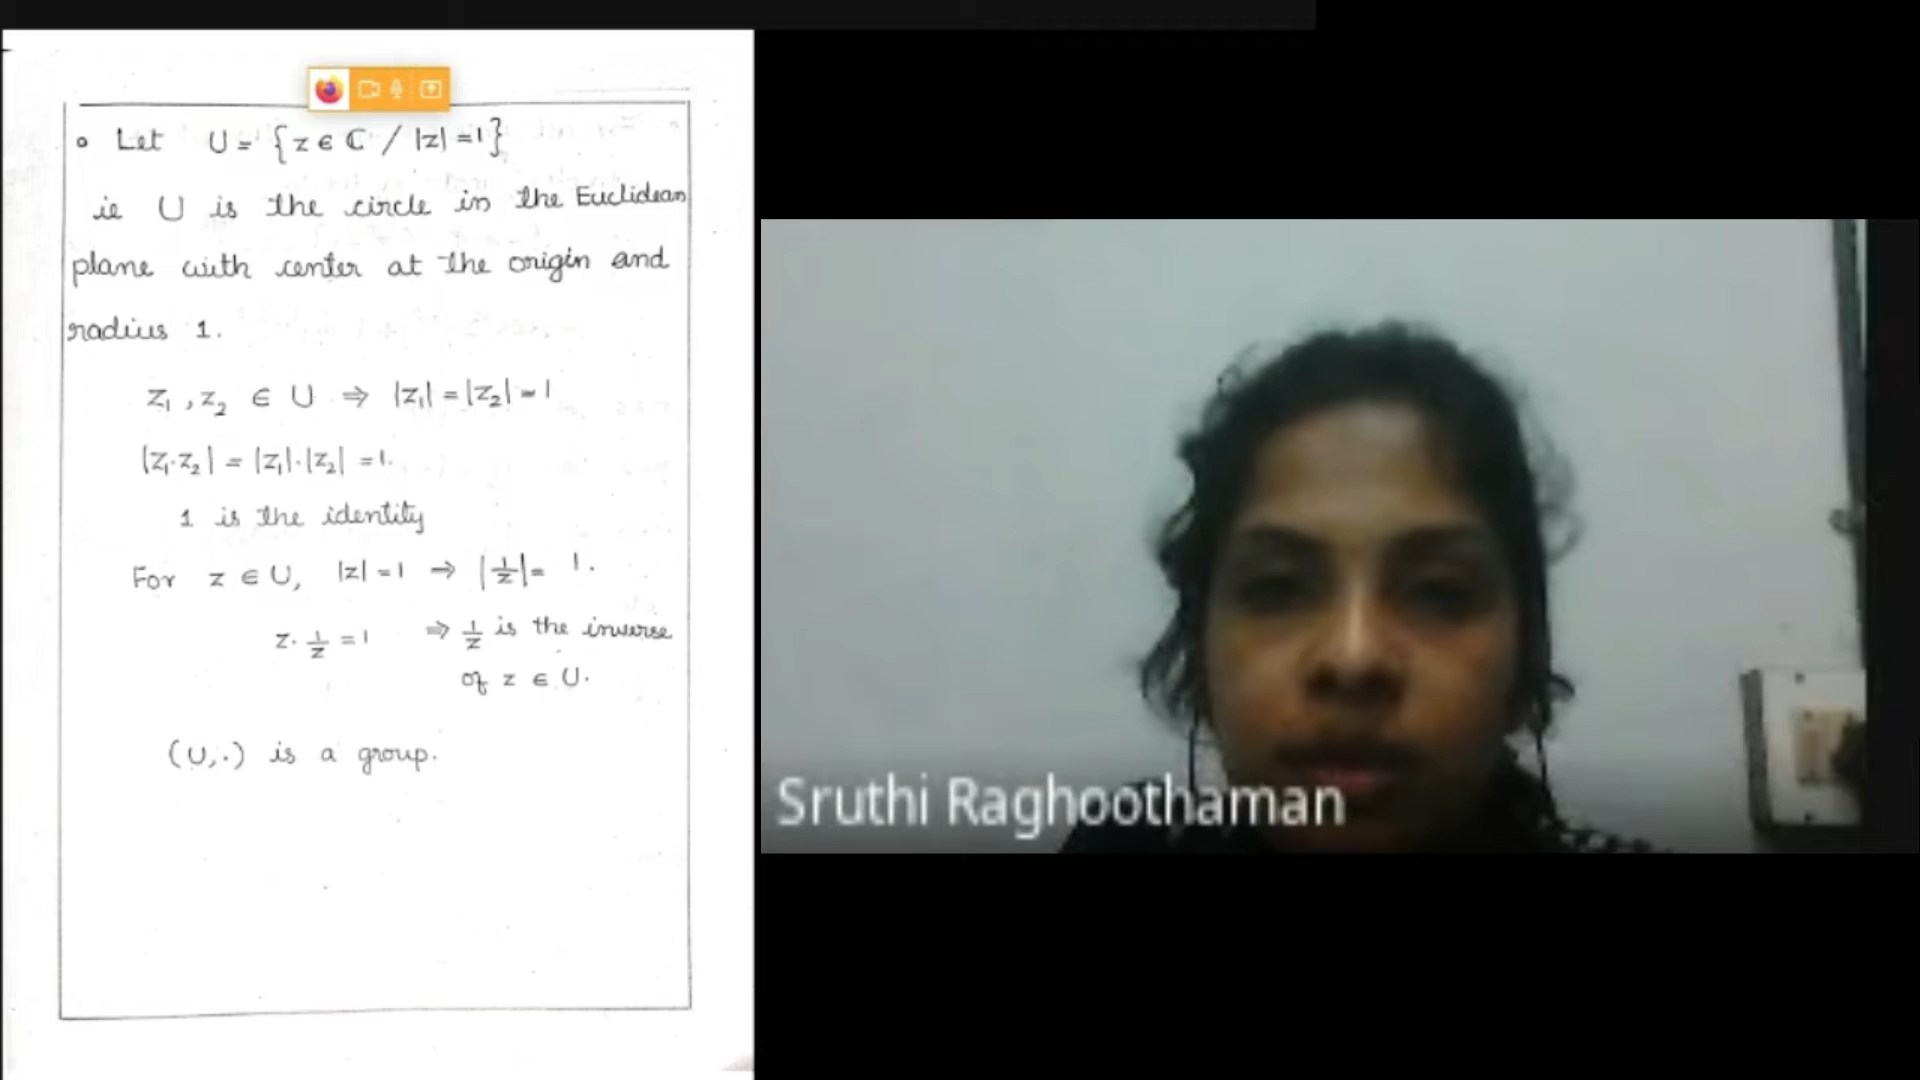 Let U = {z ∈ ℂ / |z| = 1}
ie U is the circle in the Euclidean
plane with center at the origin and
radius 1.
z₁, z₂ ∈ U ⇒ |z₁| = |z₂| = 1
|z₁·z₂| = |z₁|·|z₂| = 1.
1 is the identity
For z ∈ U, |z| = 1 ⇒ |1/z| = 1.
z·1/z = 1 ⇒ 1/z is the inverse
of z ∈ U.
(U,·) is a group.
Sruthi Raghoothaman